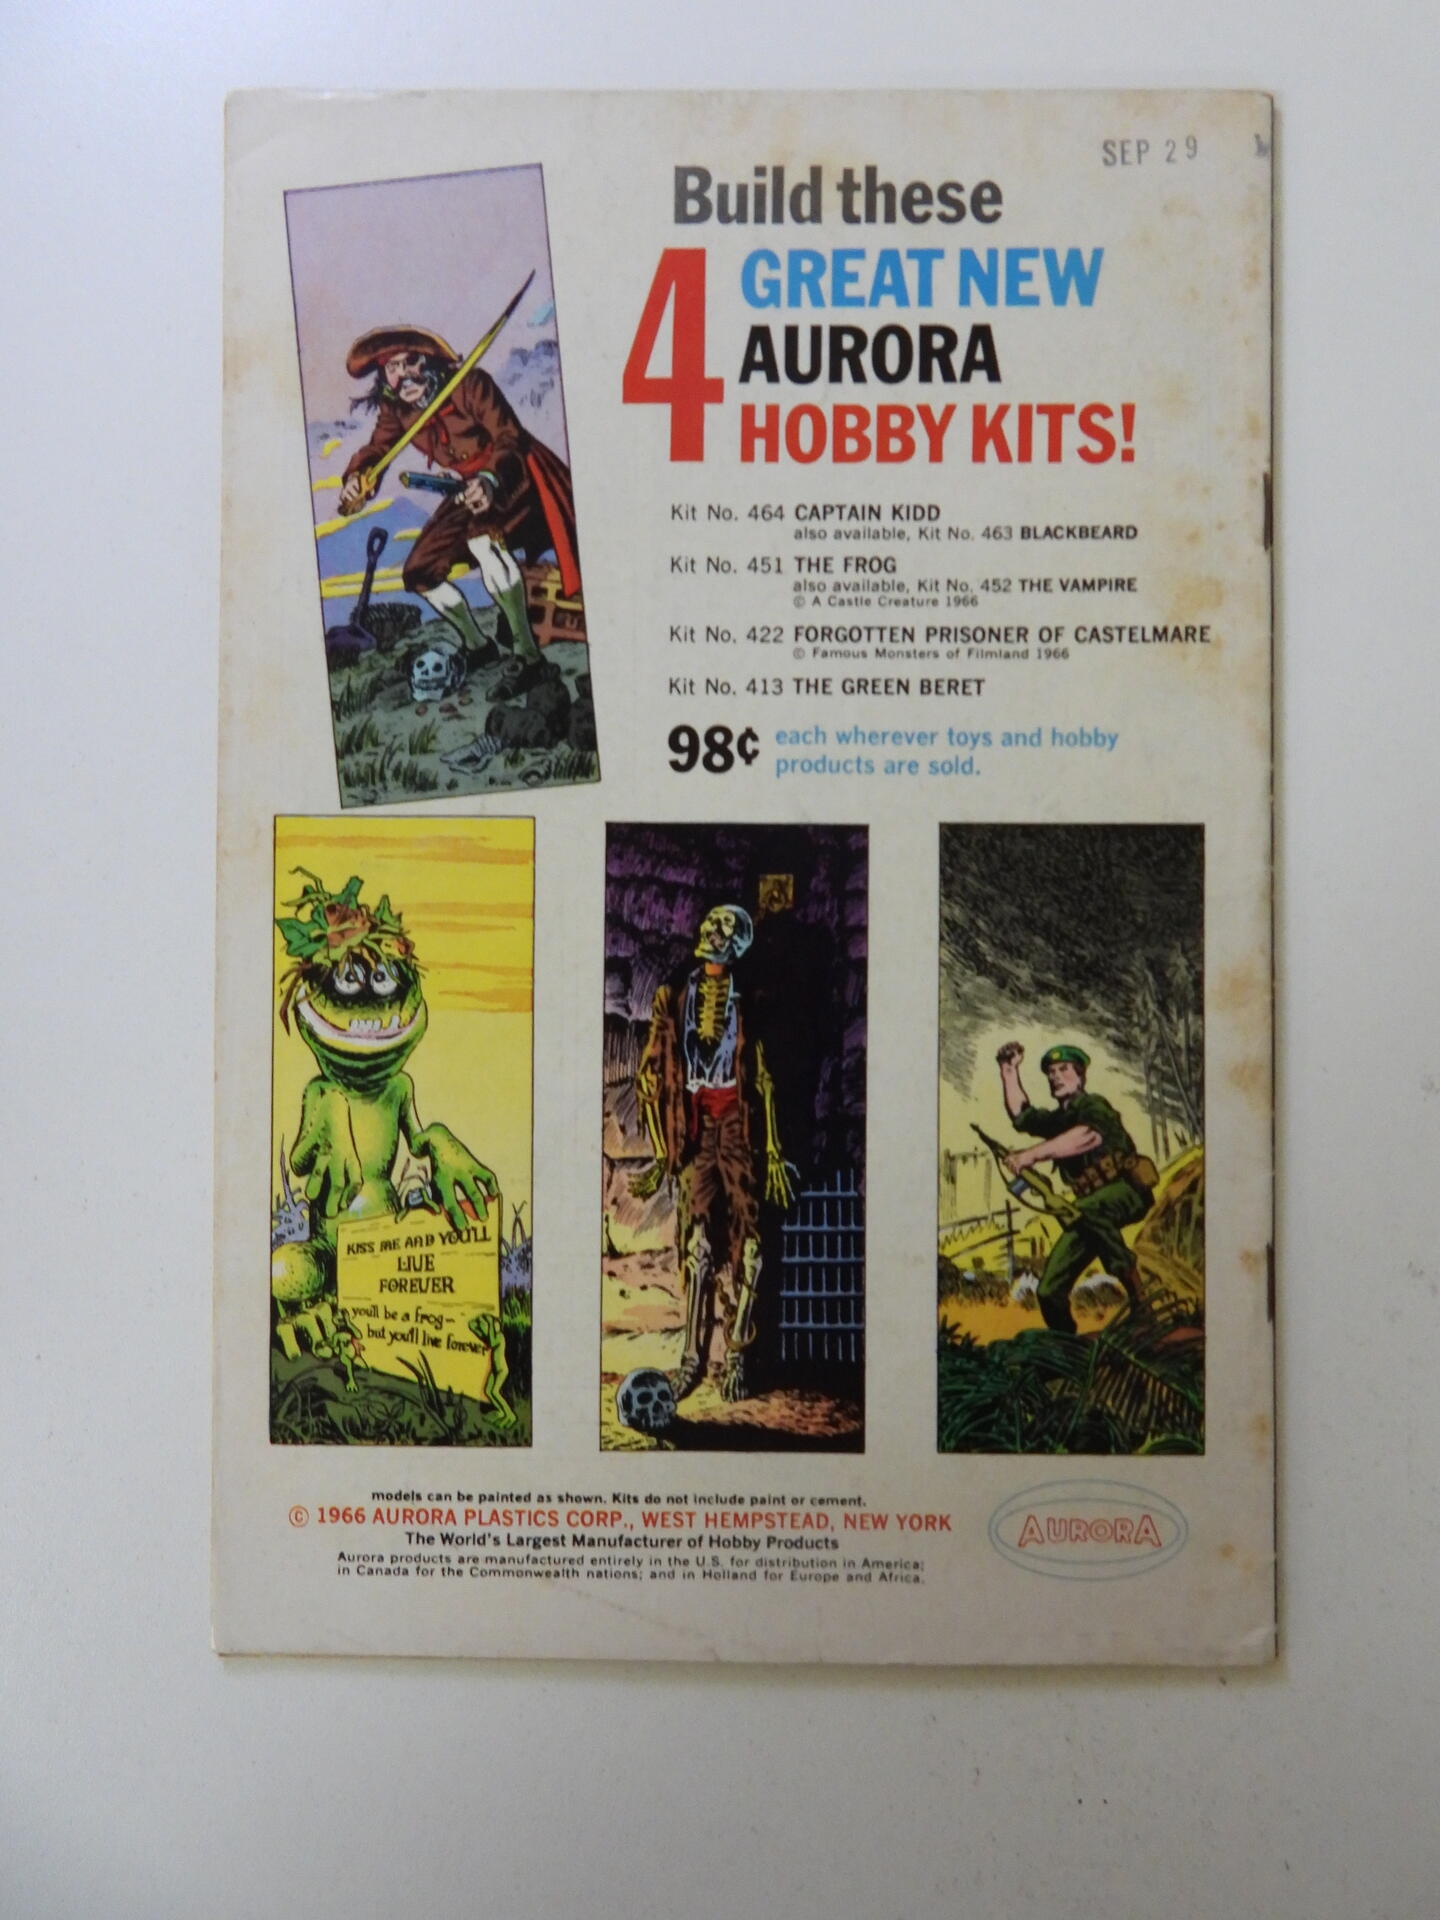 SEP 29
Build these
4 GREAT NEW
AURORA
HOBBY KITS!
Kit No. 464 CAPTAIN KIDD
also available, Kit No. 463 BLACKBEARD
Kit No. 451 THE FROG
also available, Kit No. 452 THE VAMPIRE
© A Castle Creature 1966
Kit No. 422 FORGOTTEN PRISONER OF CASTELMARE
© Famous Monsters of Filmland 1966
Kit No. 413 THE GREEN BERET
98¢ each wherever toys and hobby
products are sold.
KISS ME AND YOU'LL
LIVE
FOREVER
you'll be a frog-
but you'll live forever
models can be painted as shown. Kits do not include paint or cement.
© 1966 AURORA PLASTICS CORP., WEST HEMPSTEAD, NEW YORK
The World's Largest Manufacturer of Hobby Products
Aurora products are manufactured entirely in the U.S. for distribution in America;
in Canada for the Commonwealth nations; and in Holland for Europe and Africa.
AURORA